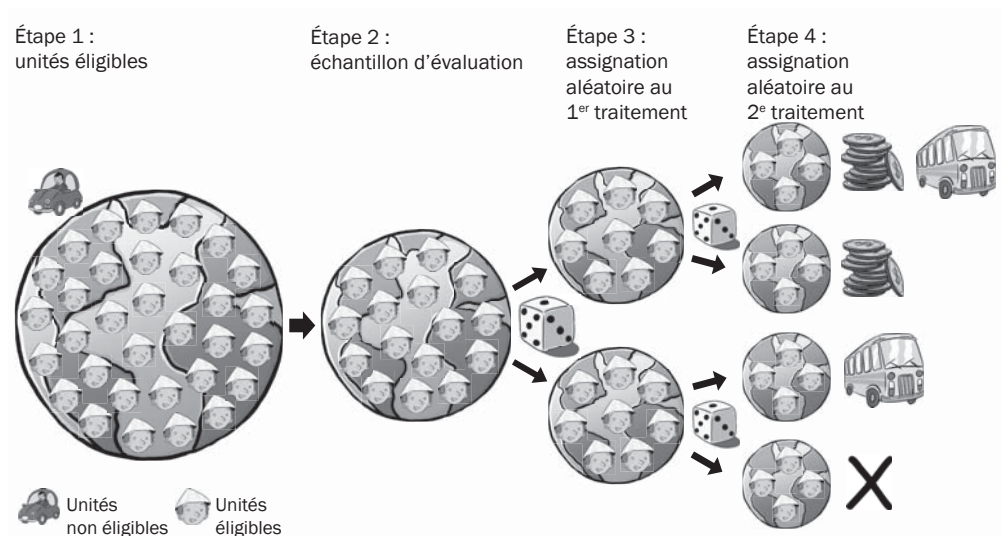 Étape 1 :
unités éligibles
Étape 2 :
échantillon d’évaluation
Étape 3 :
assignation
aléatoire au
1er traitement
Étape 4 :
assignation
aléatoire au
2e traitement
Unités
non éligibles
Unités
éligibles